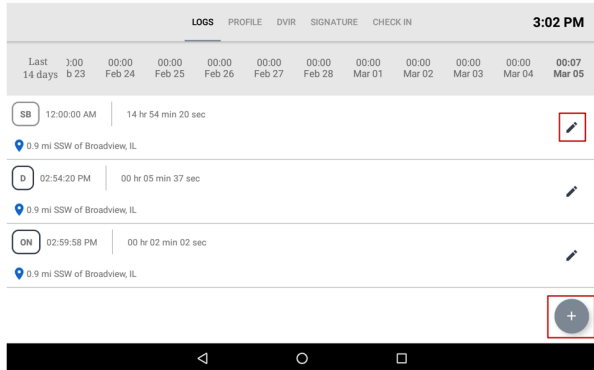 LOGS PROFILE DVIR SIGNATURE CHECK IN 3:02 PM
Last :00 00:00 00:00 00:00 00:00 00:00 00:00 00:00 00:00 00:00 00:07
14 days b 23 Feb 24 Feb 25 Feb 26 Feb 27 Feb 28 Mar 01 Mar 02 Mar 03 Mar 04 Mar 05
SB 12:00:00 AM 14 hr 54 min 20 sec
0.9 mi SSW of Broadview, IL
D 02:54:20 PM 00 hr 05 min 37 sec
0.9 mi SSW of Broadview, IL
ON 02:59:58 PM 00 hr 02 min 02 sec
0.9 mi SSW of Broadview, IL
+